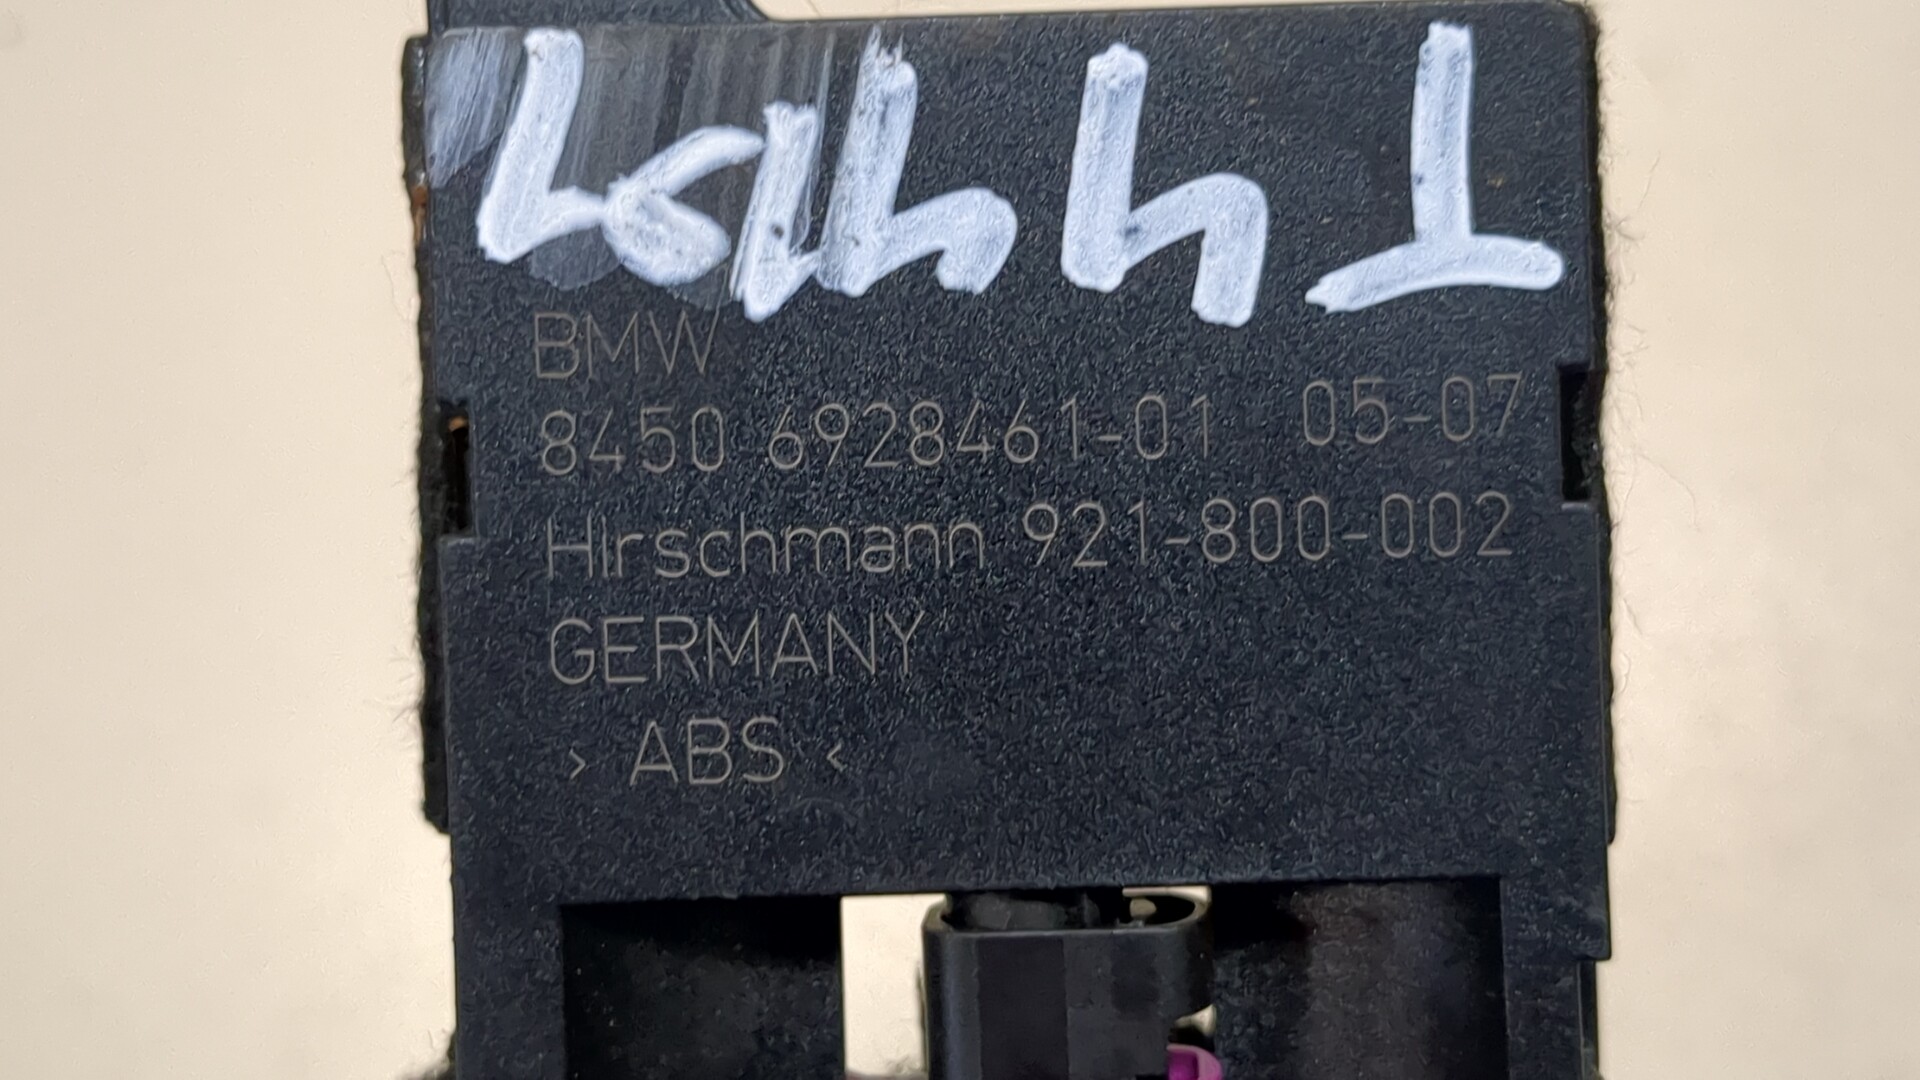 BMW
8450 6928461-01 05-07
Hirschmann 921-800-002
GERMANY
> ABS <